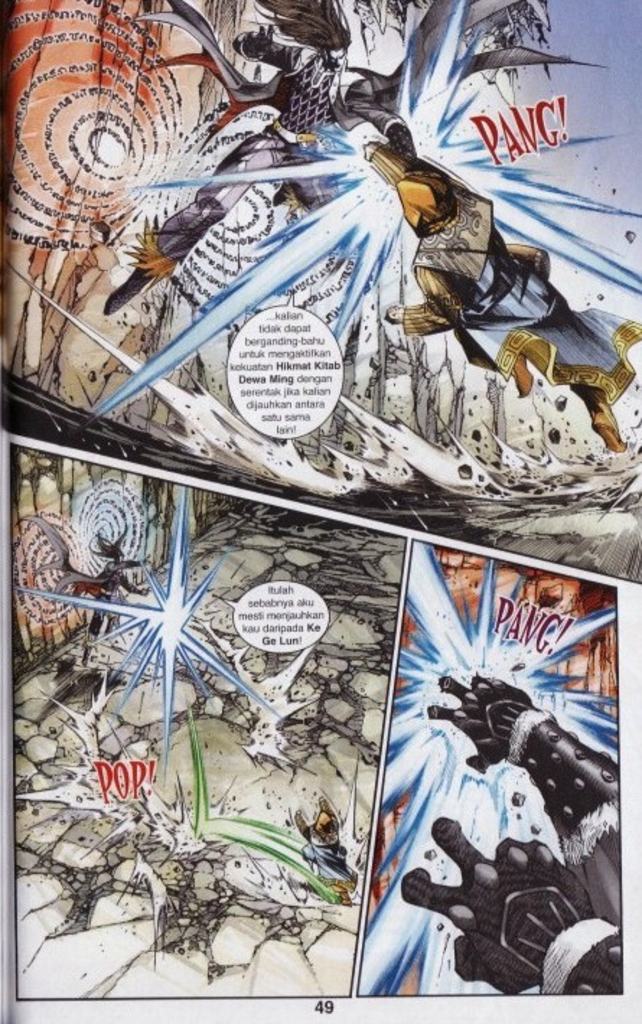 PANG!
...kalian
tidak dapat
berganding-bahu
untuk mengaktifkan
kekuatan Hikmat Kitab
Dewa Ming dengan
serentak jika kalian
dijauhkan antara
satu sama
lain!
Itulah
sebabnya aku
mesti menjauhkan
kau daripada Ke
Ge Lun!
PANG!
POP!
49